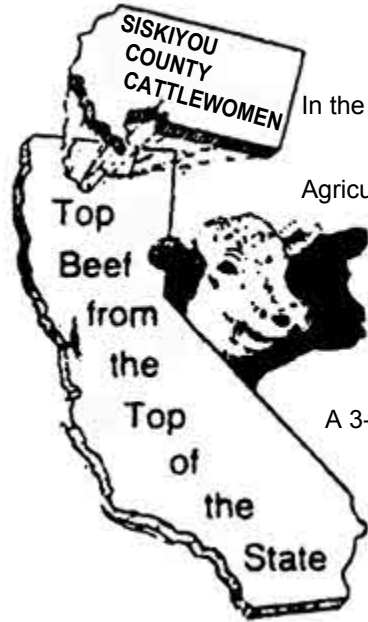 SISKIYOU
COUNTY
CATTLEWOMEN
In the
Agricu
Top
Beef
from
the
Top
of
the
State
A 3-